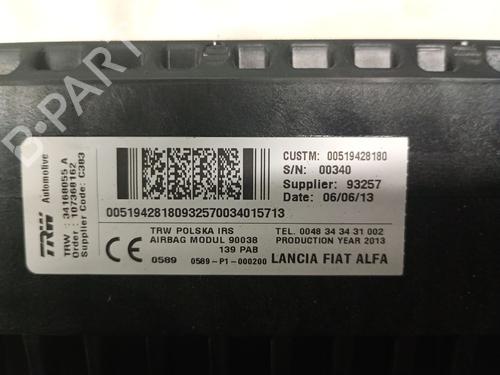 B-PARTS
TRW Automotive
TRW : 34168055 A
Order : 107368162
Supplier Code: C3B3
CUSTM: 00519428180
S/N: 00340
Supplier: 93257
Date: 06/06/13
00519428180932570034015713
TRW POLSKA IRS
AIRBAG MODUL 90038
139 PAB
TEL. 0048 34 34 31 002
PRODUCTION YEAR 2013
CE
0589
0589-P1-000200
LANCIA FIAT ALFA